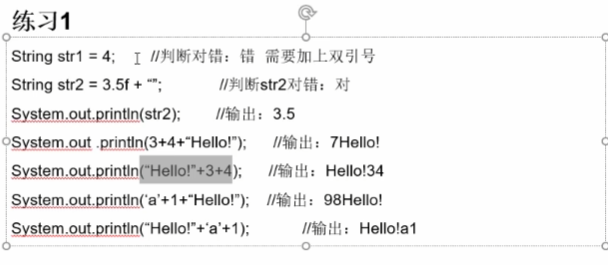 练习1
String str1 = 4; //判断对错：错 需要加上双引号
String str2 = 3.5f + “”; //判断str2对错：对
System.out.println(str2); //输出：3.5
System.out .println(3+4+“Hello!”); //输出：7Hello!
System.out.println(“Hello!”+3+4); //输出：Hello!34
System.out.println(‘a’+1+“Hello!”); //输出：98Hello!
System.out.println(“Hello!”+‘a’+1); //输出：Hello!a1